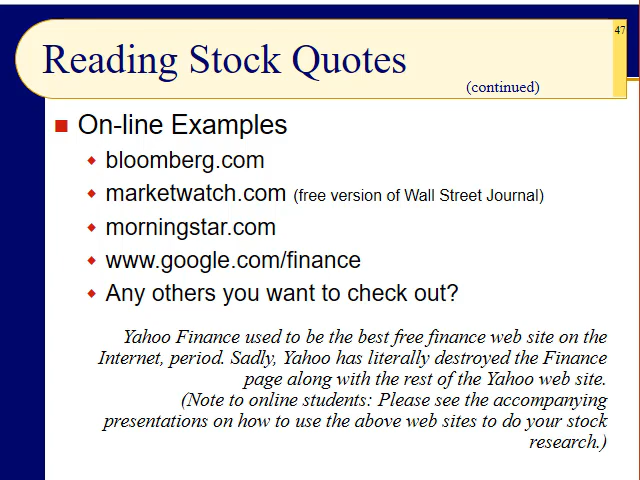 47
Reading Stock Quotes
(continued)
On-line Examples
bloomberg.com
marketwatch.com (free version of Wall Street Journal)
morningstar.com
www.google.com/finance
Any others you want to check out?
Yahoo Finance used to be the best free finance web site on the
Internet, period. Sadly, Yahoo has literally destroyed the Finance
page along with the rest of the Yahoo web site.
(Note to online students: Please see the accompanying
presentations on how to use the above web sites to do your stock
research.)